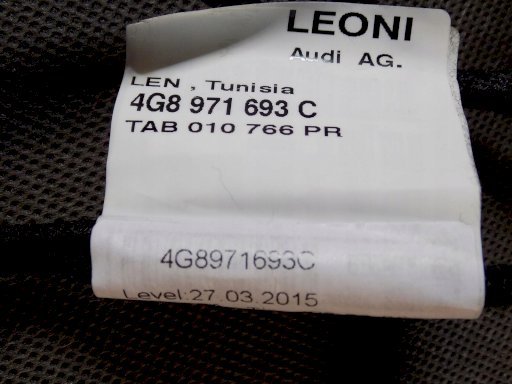 LEONI
Audi AG.
LEN , Tunisia
4G8 971 693 C
TAB 010 766 PR
4G8971693C
Level:27.03.2015